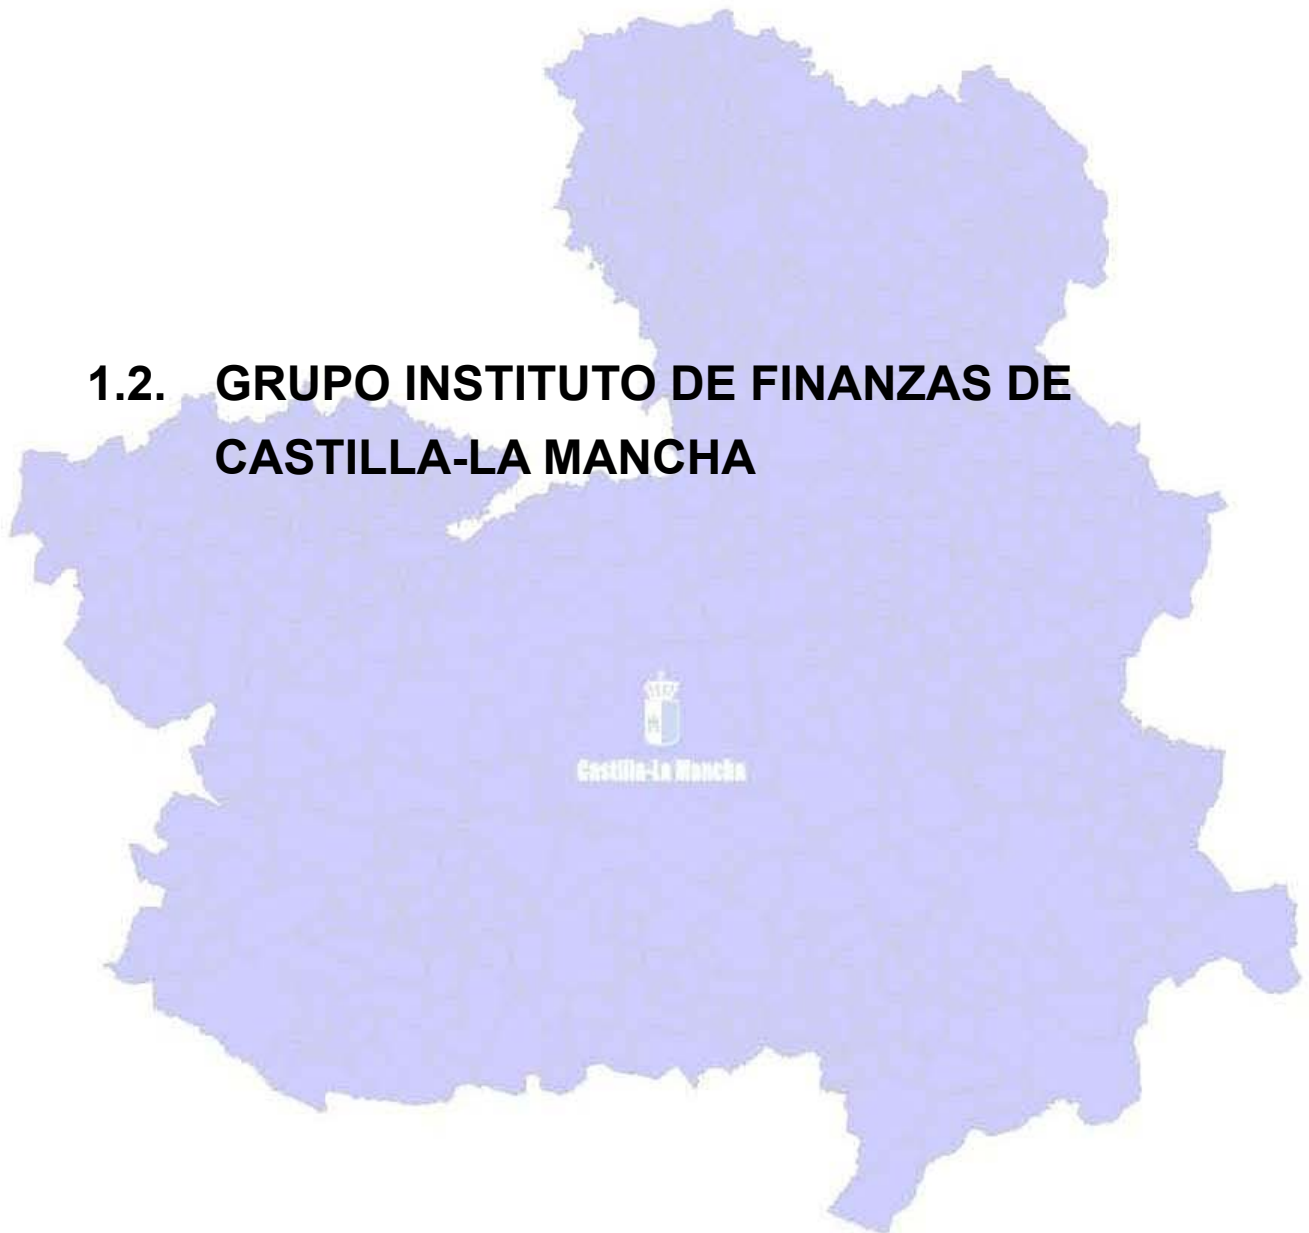 1.2. GRUPO INSTITUTO DE FINANZAS DE
CASTILLA-LA MANCHA
Castilla-La Mancha